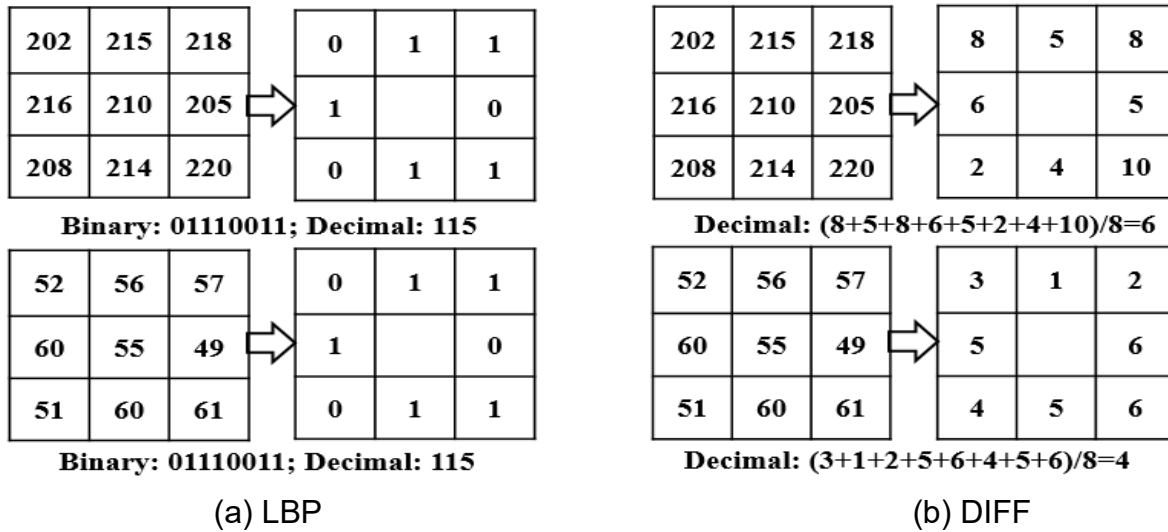 202 215 218 0 1 1 202 215 218 8 5 8
216 210 205 1 0 216 210 205 6 5
208 214 220 0 1 1 208 214 220 2 4 10
Binary: 01110011; Decimal: 115 Decimal: (8+5+8+6+5+2+4+10)/8=6
52 56 57 0 1 1 52 56 57 3 1 2
60 55 49 1 0 60 55 49 5 6
51 60 61 0 1 1 51 60 61 4 5 6
Binary: 01110011; Decimal: 115 Decimal: (3+1+2+5+6+4+5+6)/8=4
(a) LBP (b) DIFF